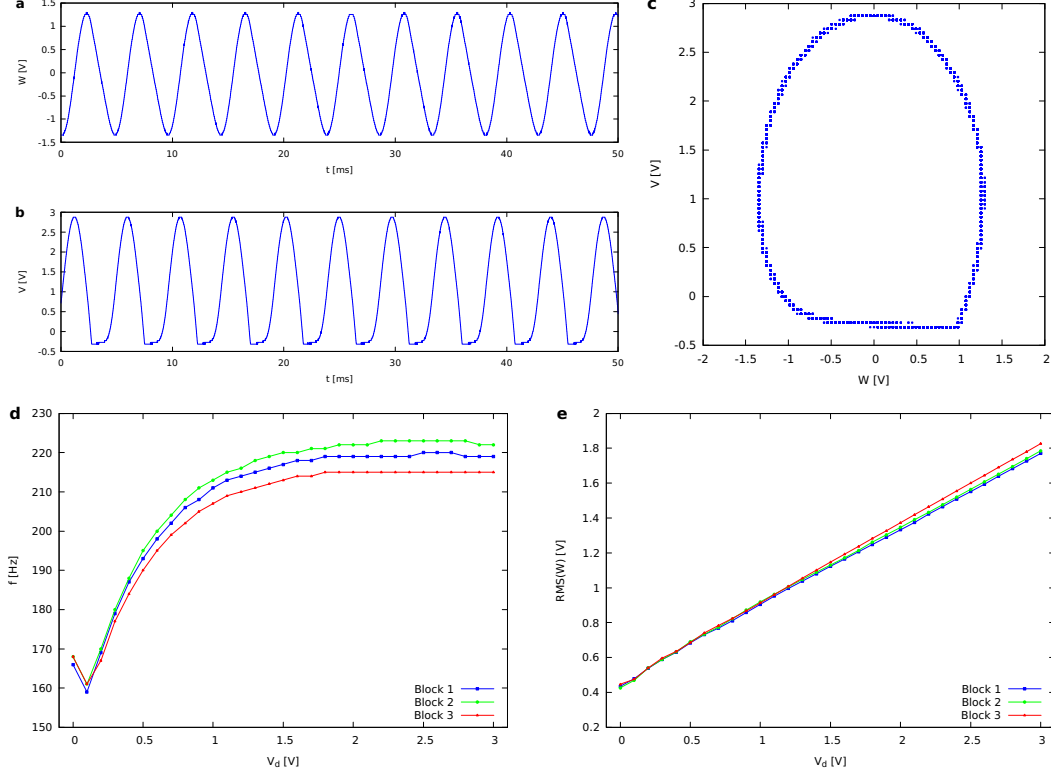 a
W [V]
1.5
1
0.5
0
-0.5
-1
-1.5
0 10 20 30 40 50
t [ms]
b
V [V]
3
2.5
2
1.5
1
0.5
0
-0.5
0 10 20 30 40 50
t [ms]
c
V [V]
3
2.5
2
1.5
1
0.5
0
-0.5
-2 -1.5 -1 -0.5 0 0.5 1 1.5 2
W [V]
d
f [Hz]
230
220
210
200
190
180
170
160
150
Block 1
Block 2
Block 3
0 0.5 1 1.5 2 2.5 3
V_d [V]
e
RMS(W) [V]
2
1.8
1.6
1.4
1.2
1
0.8
0.6
0.4
0.2
Block 1
Block 2
Block 3
0 0.5 1 1.5 2 2.5 3
V_d [V]